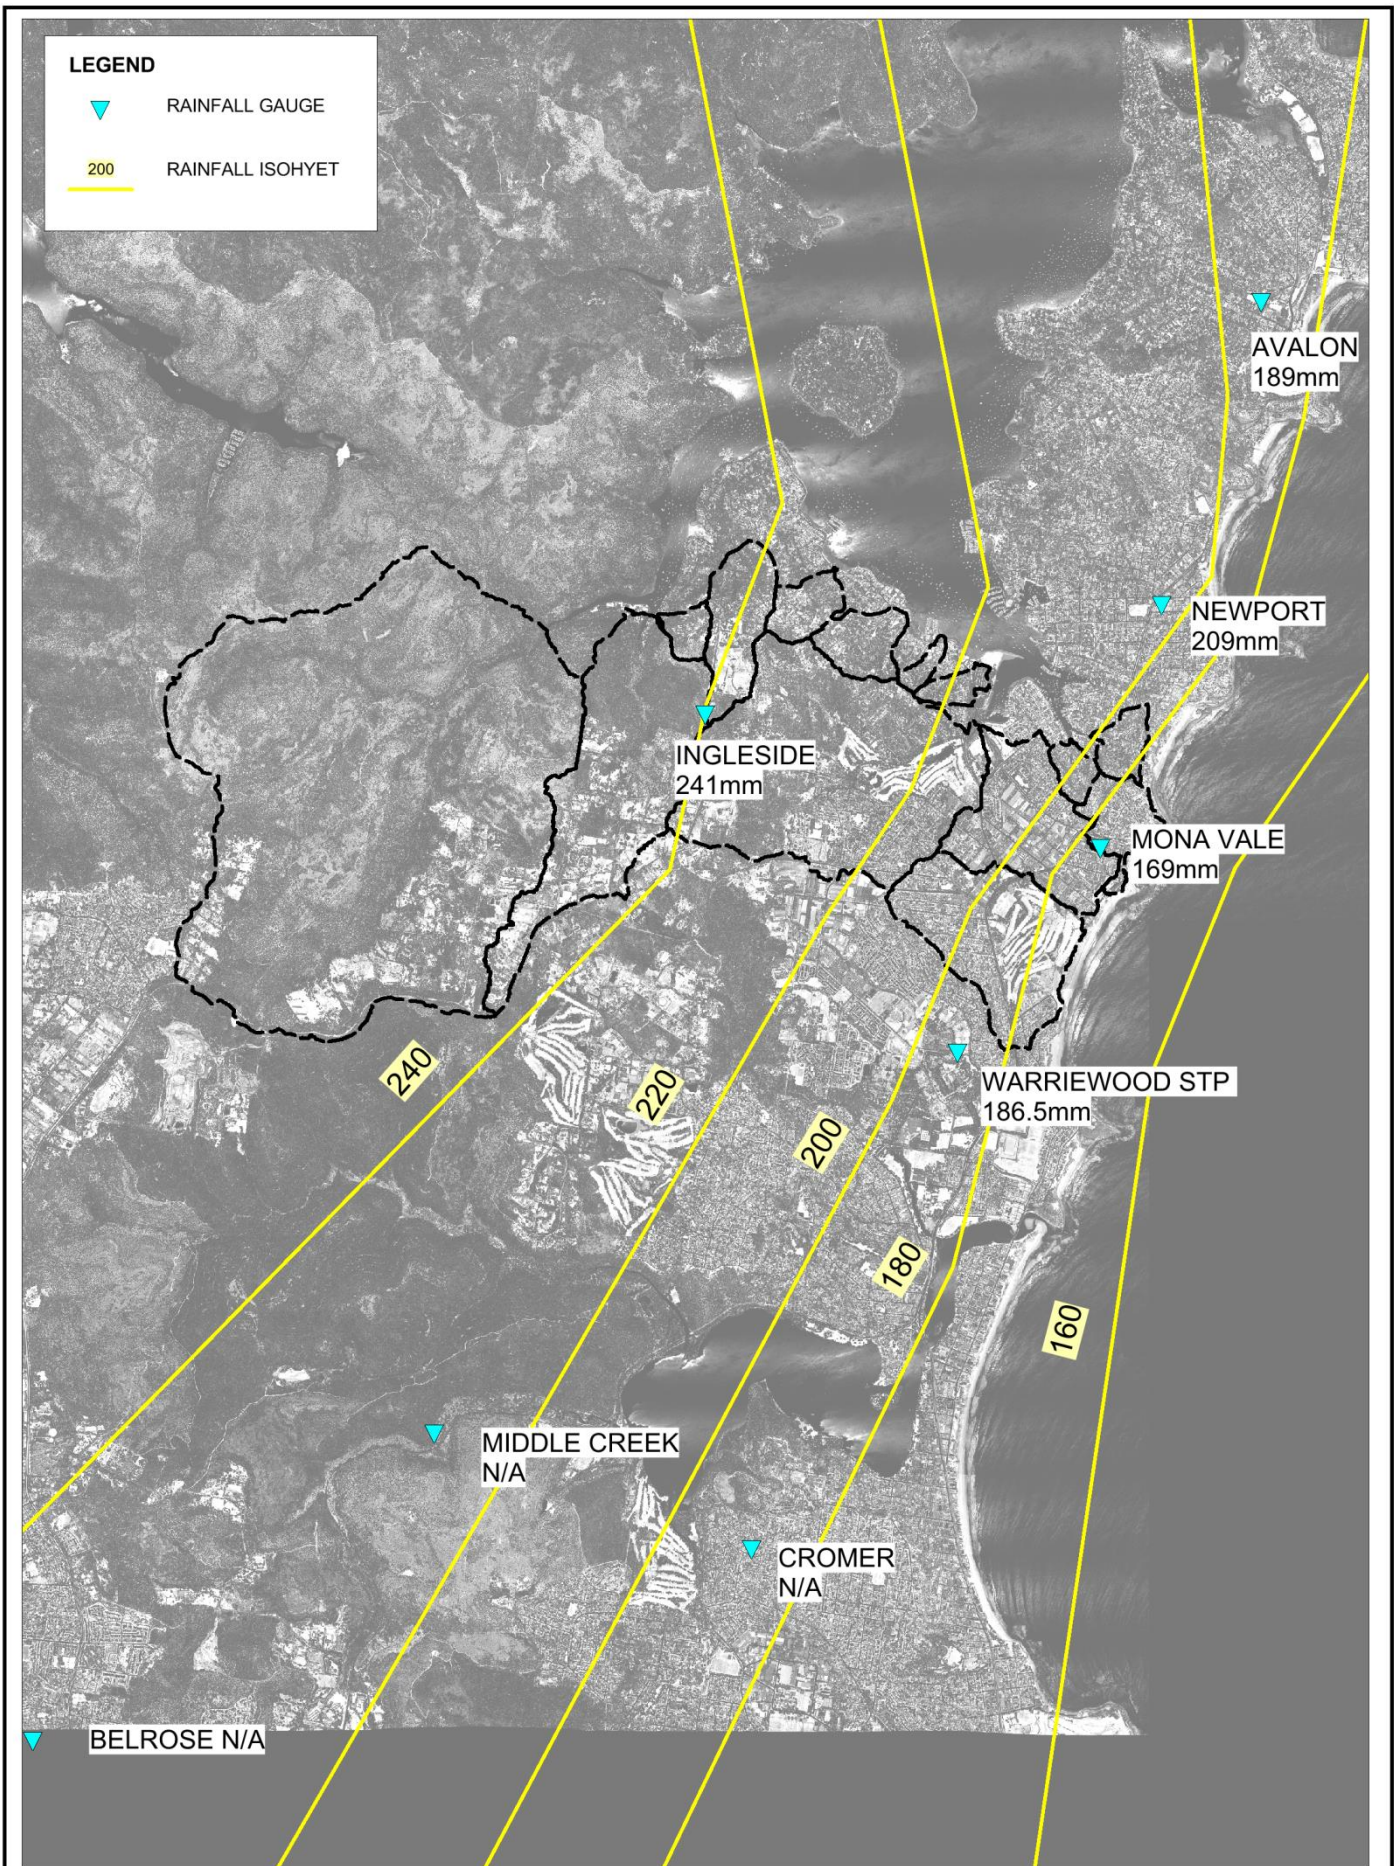 LEGEND
RAINFALL GAUGE
200
RAINFALL ISOHYET
AVALON
189mm
NEWPORT
209mm
INGLESIDE
241mm
MONA VALE
169mm
240
220
WARRIEWOOD STP
186.5mm
200
180
160
MIDDLE CREEK
N/A
CROMER
N/A
BELROSE N/A